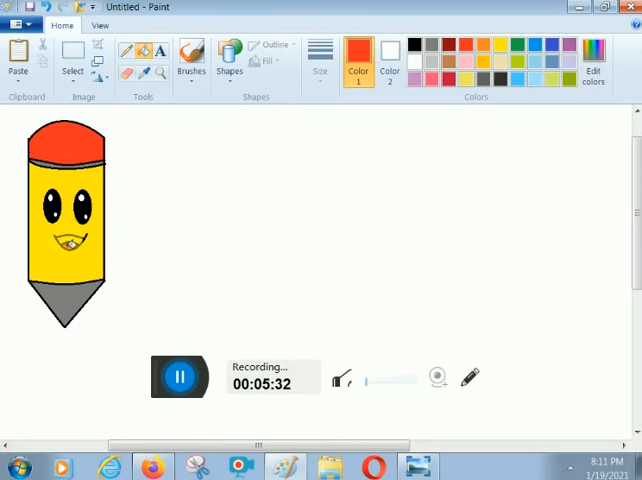 Untitled - Paint
Home
View
Paste
Select
Brushes
Shapes
Outline
Fill
Size
Color
1
Color
2
Edit
colors
Clipboard
Image
Tools
Shapes
Colors
A
Recording...
00:05:32
8:11 PM
1/19/2021